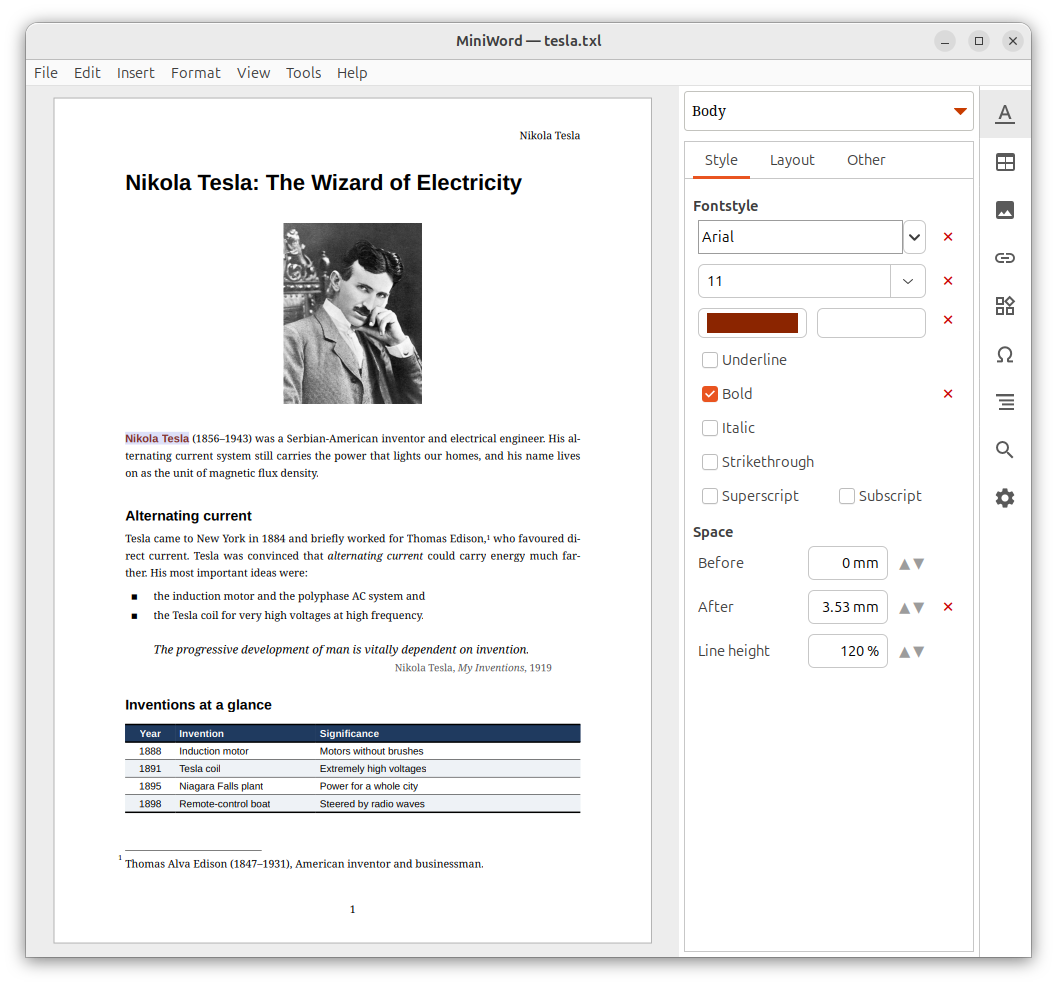 MiniWord — tesla.txl
File Edit Insert Format View Tools Help
Nikola Tesla
Nikola Tesla: The Wizard of Electricity
Nikola Tesla (1856–1943) was a Serbian-American inventor and electrical engineer. His al-
ternating current system still carries the power that lights our homes, and his name lives
on as the unit of magnetic flux density.
Alternating current
Tesla came to New York in 1884 and briefly worked for Thomas Edison,¹ who favoured di-
rect current. Tesla was convinced that alternating current could carry energy much far-
ther. His most important ideas were:
■ the induction motor and the polyphase AC system and
■ the Tesla coil for very high voltages at high frequency.
The progressive development of man is vitally dependent on invention.
Nikola Tesla, My Inventions, 1919
Inventions at a glance
Year Invention Significance
1888 Induction motor Motors without brushes
1891 Tesla coil Extremely high voltages
1895 Niagara Falls plant Power for a whole city
1898 Remote-control boat Steered by radio waves
¹ Thomas Alva Edison (1847–1931), American inventor and businessman.
1
Body
Style Layout Other
Fontstyle
Arial
11
Underline
Bold
Italic
Strikethrough
Superscript Subscript
Space
Before 0 mm
After 3.53 mm
Line height 120 %